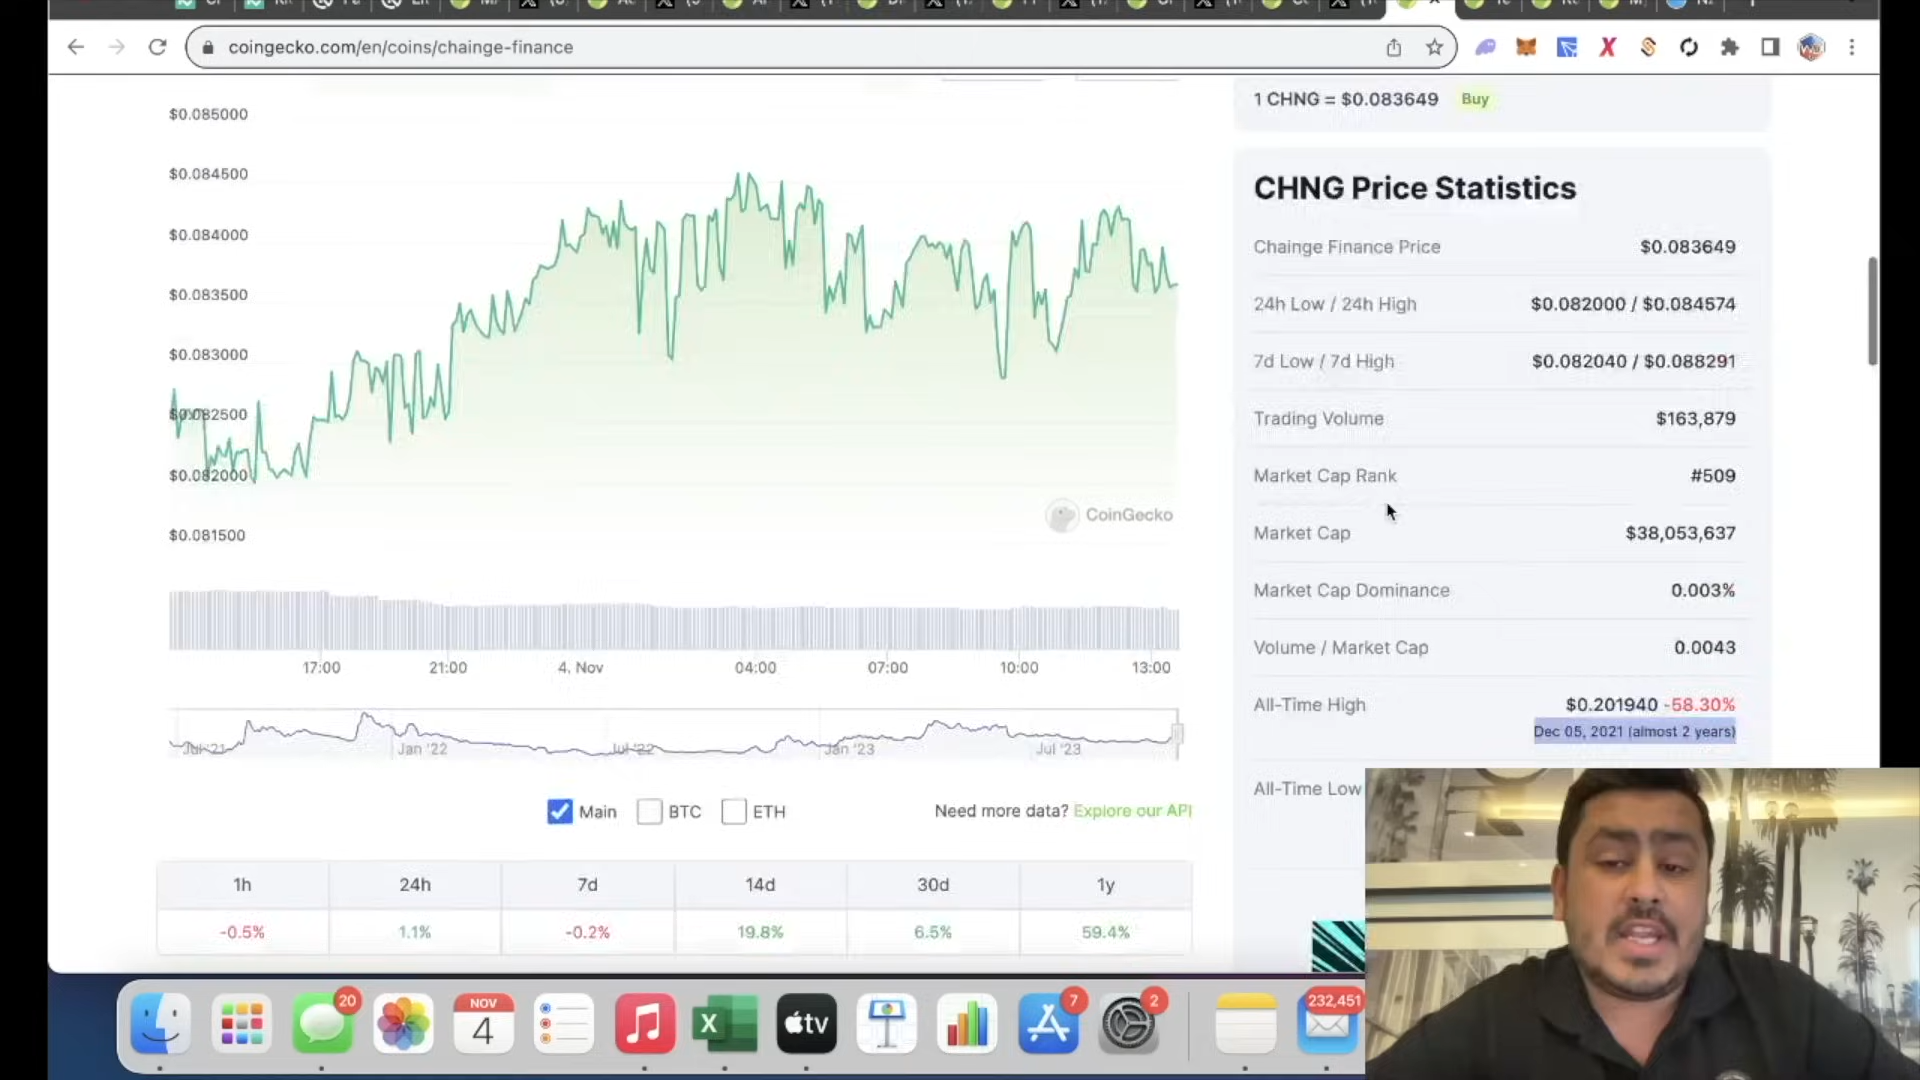 coingecko.com/en/coins/chainge-finance
$0.085000
$0.084500
$0.084000
$0.083500
$0.083000
$0.082500
$0.082000
$0.081500
CoinGecko
17:00 21:00 4. Nov 04:00 07:00 10:00 13:00
Jul '21 Jan '22 Jul '22 Jan '23 Jul '23
Main BTC ETH
Need more data? Explore our API
1h 24h 7d 14d 30d 1y
-0.5% 1.1% -0.2% 19.8% 6.5% 59.4%
1 CHNG = $0.083649 Buy
CHNG Price Statistics
Chainge Finance Price $0.083649
24h Low / 24h High $0.082000 / $0.084574
7d Low / 7d High $0.082040 / $0.088291
Trading Volume $163,879
Market Cap Rank #509
Market Cap $38,053,637
Market Cap Dominance 0.003%
Volume / Market Cap 0.0043
All-Time High $0.201940 -58.30%
Dec 05, 2021 (almost 2 years)
All-Time Low
20
NOV
4
X
tv
7
2
232,451